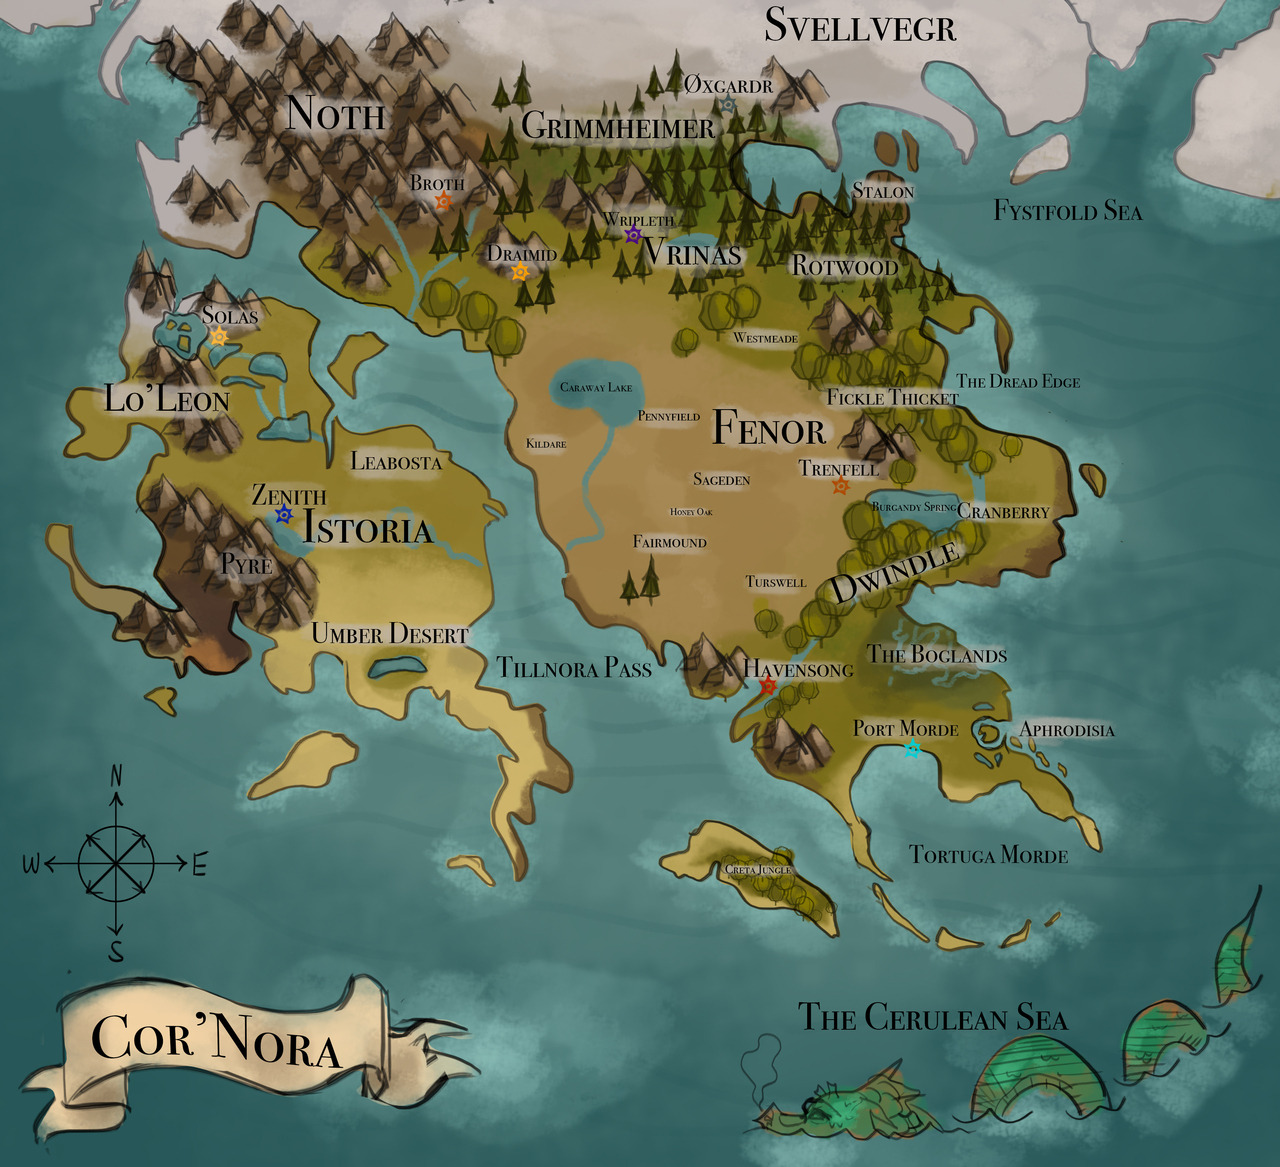 Svellvegr
Øxgardr
Noth
Grimmheimer
Broth
Stalon
Fystfold Sea
Wripleth
Draimid
Vrinas
Rotwood
Solas
Westmeade
The Dread Edge
Caraway Lake
Lo'Leon
Fickle Thicket
Pennyfield
Fenor
Kildare
Leabosta
Trenfell
Sageden
Zenith
Burgandy Spring
Cranberry
Honey Oak
Istoria
Fairmound
Pyre
Dwindle
Turswell
Umber Desert
Tillnora Pass
Havensong
The Boglands
Port Morde
Aphrodisia
N
W
E
S
Tortuga Morde
Creta Jungle
The Cerulean Sea
Cor'Nora